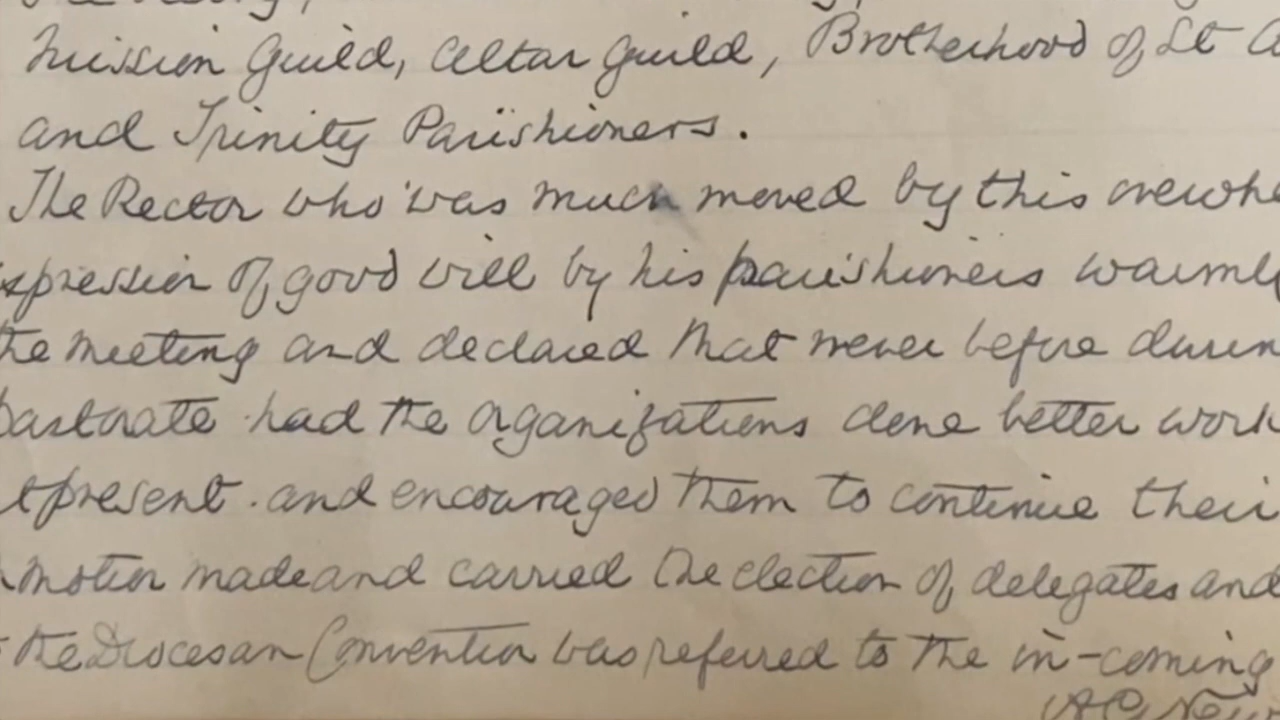 Mission Guild, Altar Guild, Brotherhood of St A
and Trinity Parishioners.
The Rector who was much moved by this overwhe
xpression of good will by his parishioners warmly
the meeting and declared that never before durin
pastorate had the organizations done better work
t present. and encouraged them to continue their
motion made and carried the election of delegates and
the Diocesan Convention was referred to the in-coming